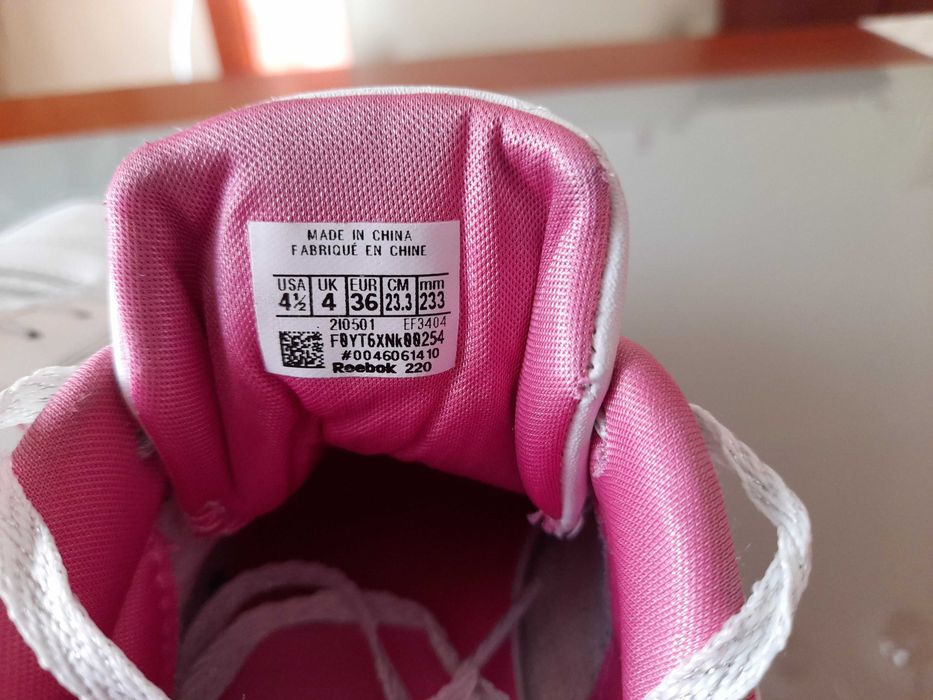 MADE IN CHINA
FABRIQUÉ EN CHINE
USA UK EUR CM mm
4½ 4 36 23.3 233
2I0501 EF3404
F0YT6XNk00254
#0046061410
Reebok 220